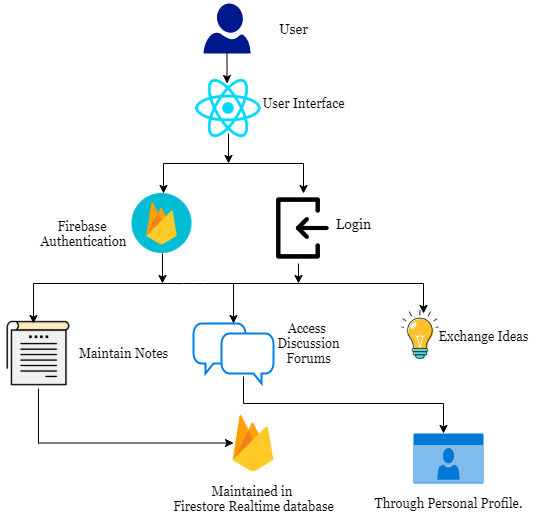 User
User Interface
Firebase
Authentication
Login
Maintain Notes
Access
Discussion
Forums
Exchange Ideas
Maintained in
Firestore Realtime database
Through Personal Profile.